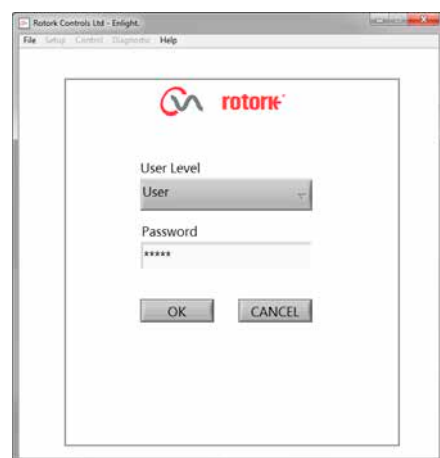 Rotork Controls Ltd - Enlight.
File Setup Control Diagnostic Help
rotork
User Level
User
Password
*****
OK CANCEL